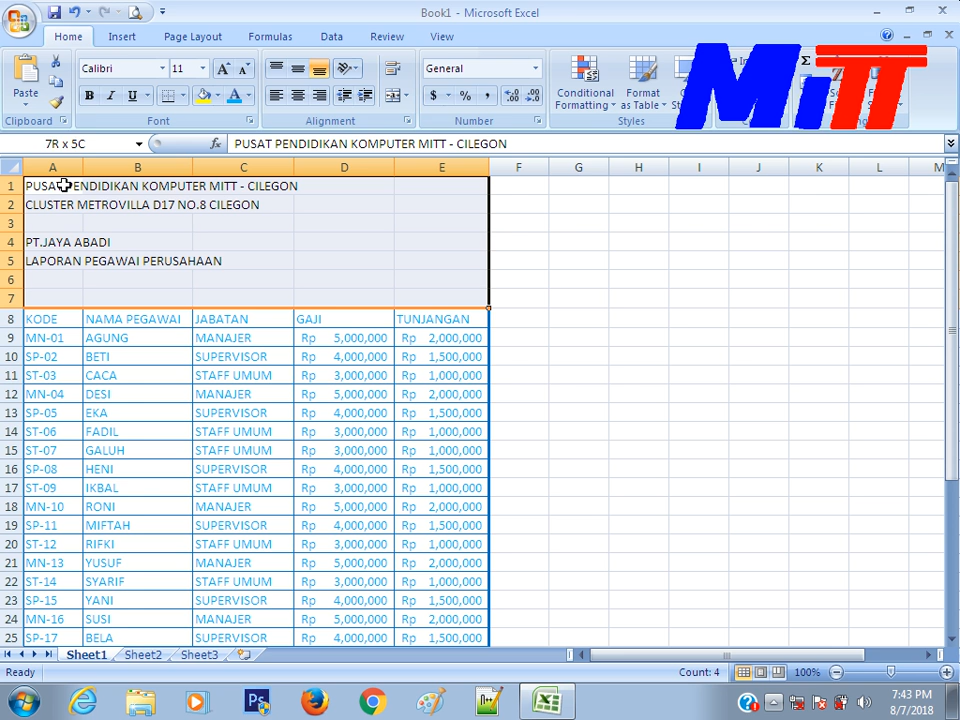 Book1 - Microsoft Excel
Home Insert Page Layout Formulas Data Review View
Paste
Calibri 11
General
Conditional Formatting
Format as Table
B I U
$ % ,
Clipboard Font Alignment Number Styles
MiTT
7R x 5C fx PUSAT PENDIDIKAN KOMPUTER MITT - CILEGON
A B C D E F G H I J K L M
1 PUSAT PENDIDIKAN KOMPUTER MITT - CILEGON
2 CLUSTER METROVILLA D17 NO.8 CILEGON
3
4 PT.JAYA ABADI
5 LAPORAN PEGAWAI PERUSAHAAN
6
7
8 KODE NAMA PEGAWAI JABATAN GAJI TUNJANGAN
9 MN-01 AGUNG MANAJER Rp 5,000,000 Rp 2,000,000
10 SP-02 BETI SUPERVISOR Rp 4,000,000 Rp 1,500,000
11 ST-03 CACA STAFF UMUM Rp 3,000,000 Rp 1,000,000
12 MN-04 DESI MANAJER Rp 5,000,000 Rp 2,000,000
13 SP-05 EKA SUPERVISOR Rp 4,000,000 Rp 1,500,000
14 ST-06 FADIL STAFF UMUM Rp 3,000,000 Rp 1,000,000
15 ST-07 GALUH STAFF UMUM Rp 3,000,000 Rp 1,000,000
16 SP-08 HENI SUPERVISOR Rp 4,000,000 Rp 1,500,000
17 ST-09 IKBAL STAFF UMUM Rp 3,000,000 Rp 1,000,000
18 MN-10 RONI MANAJER Rp 5,000,000 Rp 2,000,000
19 SP-11 MIFTAH SUPERVISOR Rp 4,000,000 Rp 1,500,000
20 ST-12 RIFKI STAFF UMUM Rp 3,000,000 Rp 1,000,000
21 MN-13 YUSUF MANAJER Rp 5,000,000 Rp 2,000,000
22 ST-14 SYARIF STAFF UMUM Rp 3,000,000 Rp 1,000,000
23 SP-15 YANI SUPERVISOR Rp 4,000,000 Rp 1,500,000
24 MN-16 SUSI MANAJER Rp 5,000,000 Rp 2,000,000
25 SP-17 BELA SUPERVISOR Rp 4,000,000 Rp 1,500,000
Sheet1 Sheet2 Sheet3
Ready Count: 4 100%
7:43 PM
8/7/2018